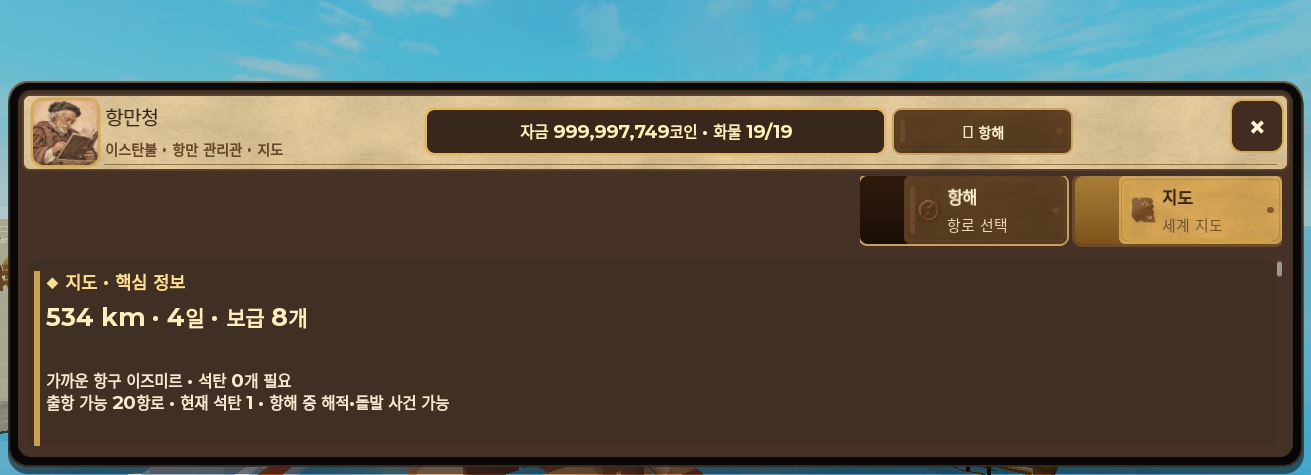 항만청
이스탄불 • 항만 관리관 • 지도
자금 999,997,749코인 • 화물 19/19
항해
×
항해
항로 선택
지도
세계 지도
◆ 지도 • 핵심 정보
534 km • 4일 • 보급 8개
가까운 항구 이즈미르 • 석탄 0개 필요
출항 가능 20항로 • 현재 석탄 1 • 항해 중 해적•돌발 사건 가능